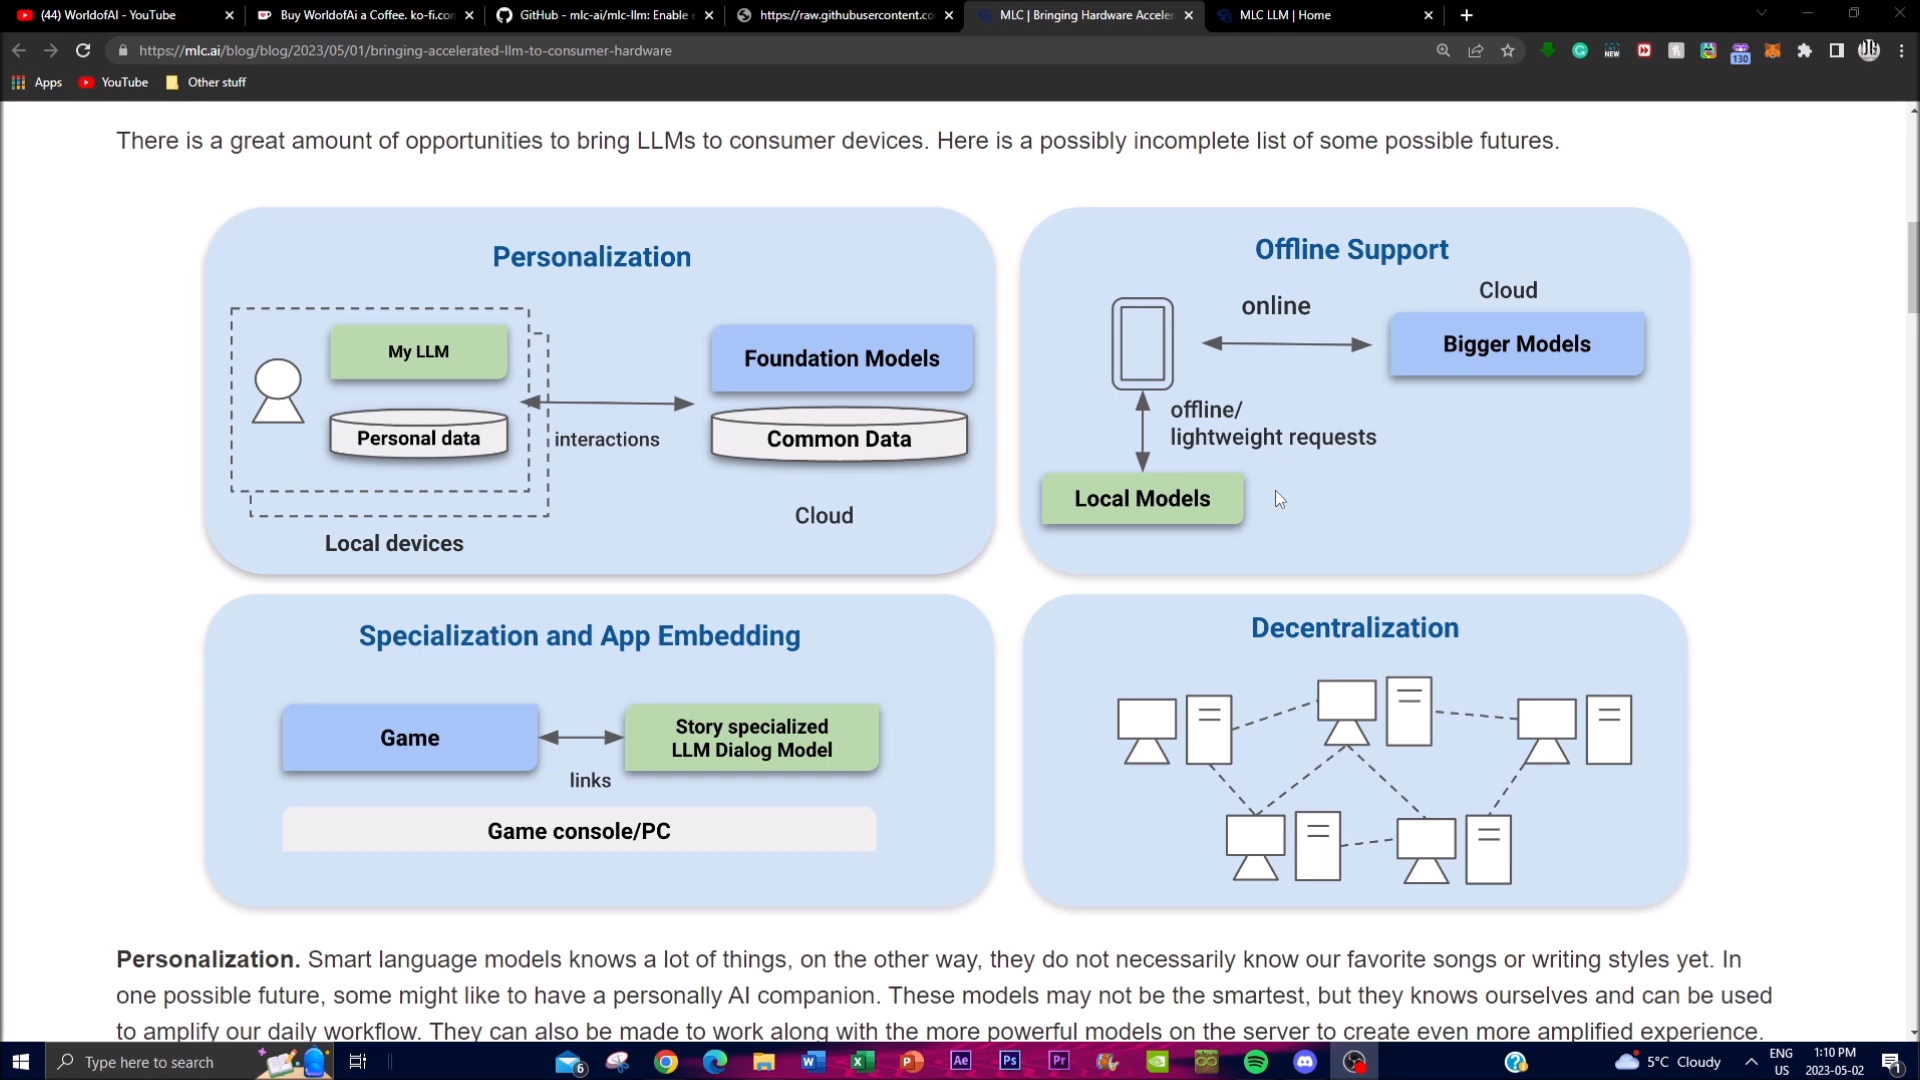 (44) WorldofAI - YouTube
Buy WorldofAi a Coffee. ko-fi.con
GitHub - mlc-ai/mlc-llm: Enable e
https://raw.githubusercontent.co
MLC | Bringing Hardware Acceler
MLC LLM | Home
https://mlc.ai/blog/blog/2023/05/01/bringing-accelerated-llm-to-consumer-hardware
NEW
130
Apps
YouTube
Other stuff
There is a great amount of opportunities to bring LLMs to consumer devices. Here is a possibly incomplete list of some possible futures.
Personalization
My LLM
Personal data
interactions
Foundation Models
Common Data
Local devices
Cloud
Offline Support
online
Cloud
Bigger Models
offline/
lightweight requests
Local Models
Specialization and App Embedding
Game
links
Story specialized
LLM Dialog Model
Game console/PC
Decentralization
Personalization. Smart language models knows a lot of things, on the other way, they do not necessarily know our favorite songs or writing styles yet. In
one possible future, some might like to have a personally AI companion. These models may not be the smartest, but they knows ourselves and can be used
to amplify our daily workflow. They can also be made to work along with the more powerful models on the server to create even more amplified experience.
Type here to search
6
Ae
Ps
Pr
5°C Cloudy
ENG
US
1:10 PM
2023-05-02
1